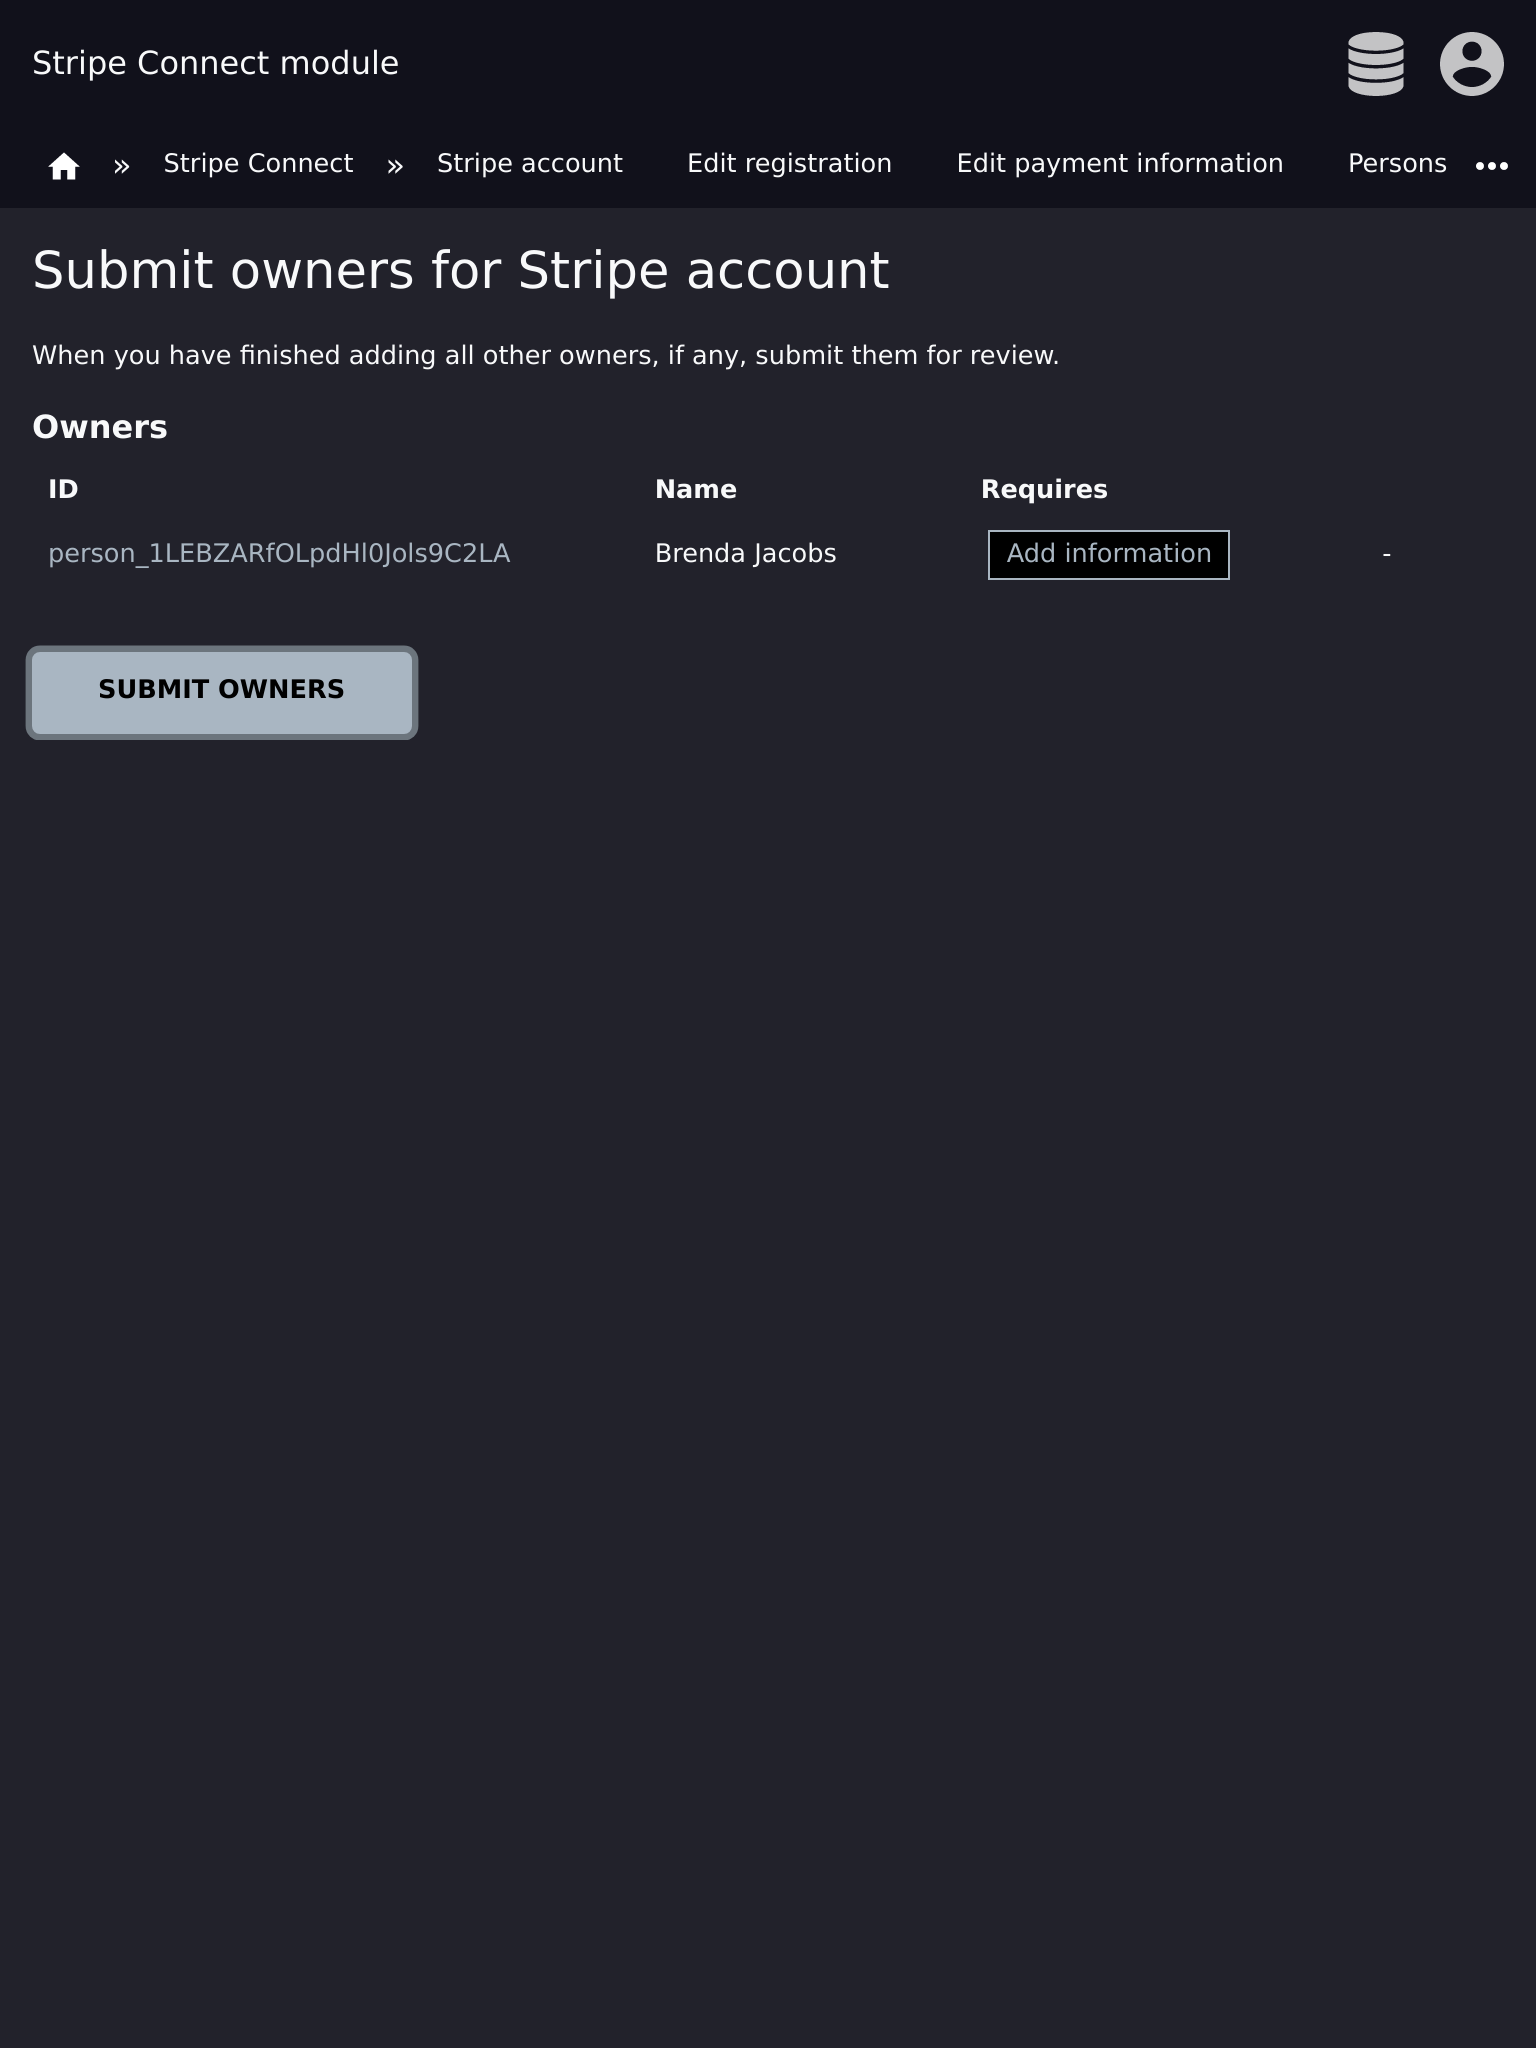 Stripe Connect module
» Stripe Connect » Stripe account Edit registration Edit payment information Persons •••
Submit owners for Stripe account
When you have finished adding all other owners, if any, submit them for review.
Owners
ID Name Requires
person_1LEBZARfOLpdHl0Jols9C2LA Brenda Jacobs Add information -
SUBMIT OWNERS